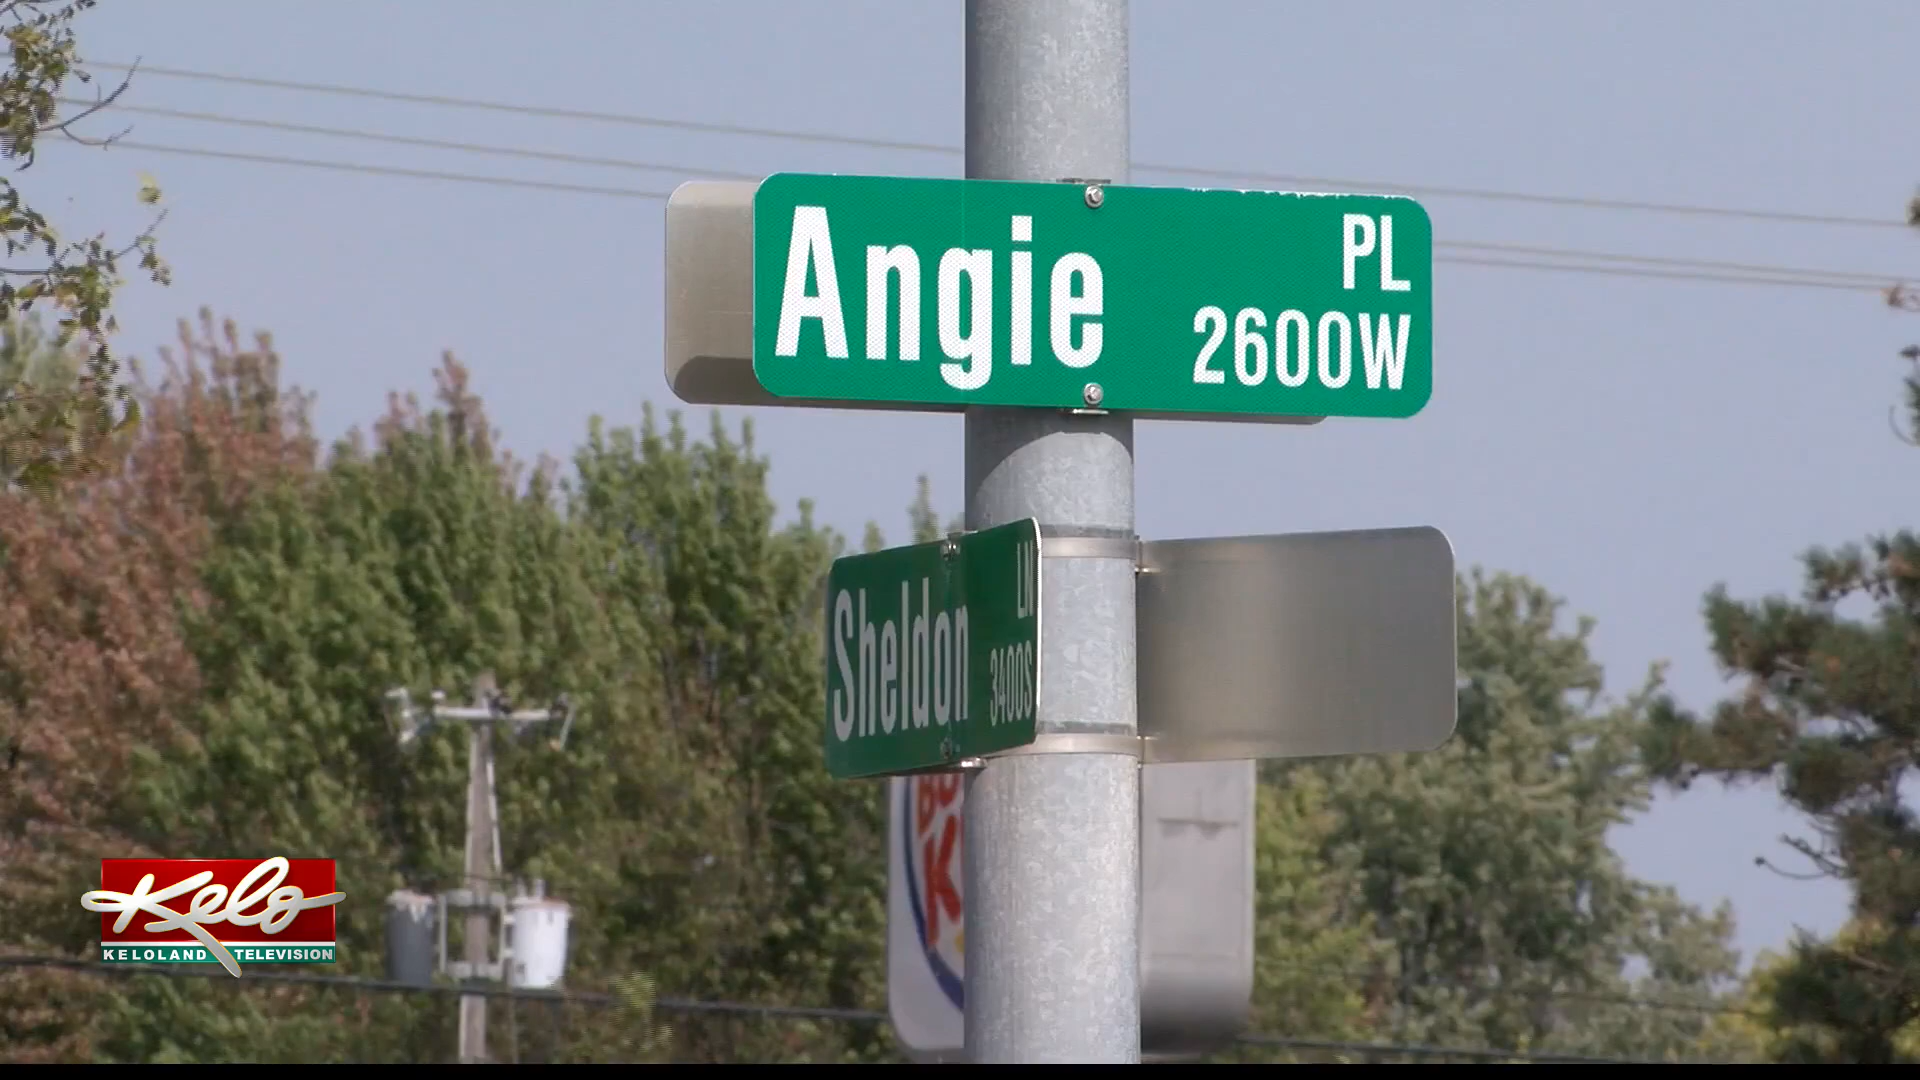 Angie PL
2600W
Sheldon LN
3400S
Kelo
KELOLAND TELEVISION